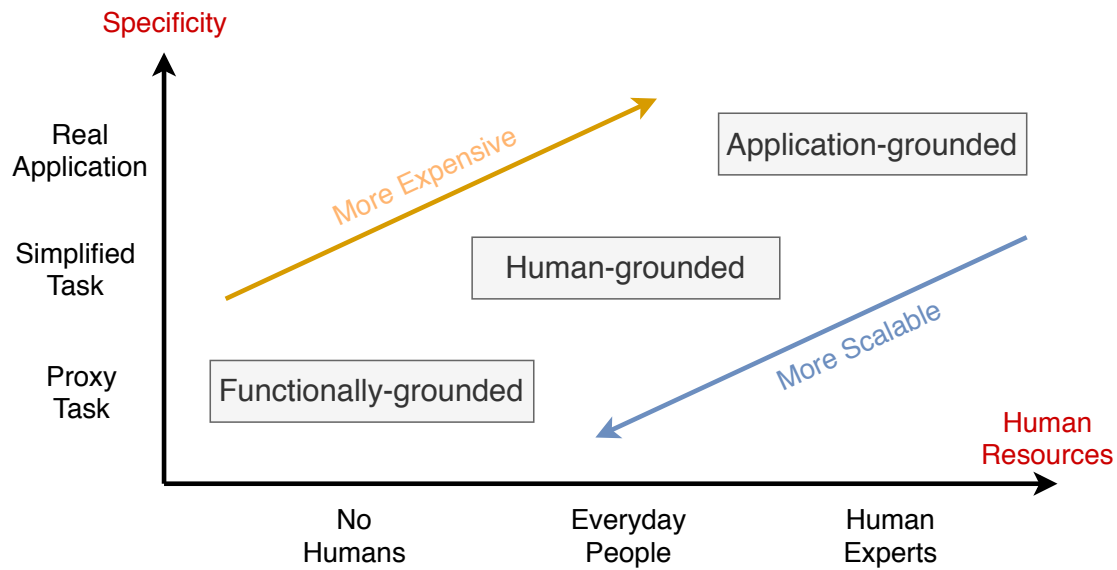 Specificity
Real
Application
Application-grounded
More Expensive
Simplified
Task
Human-grounded
More Scalable
Proxy
Task
Functionally-grounded
Human
Resources
No
Humans
Everyday
People
Human
Experts